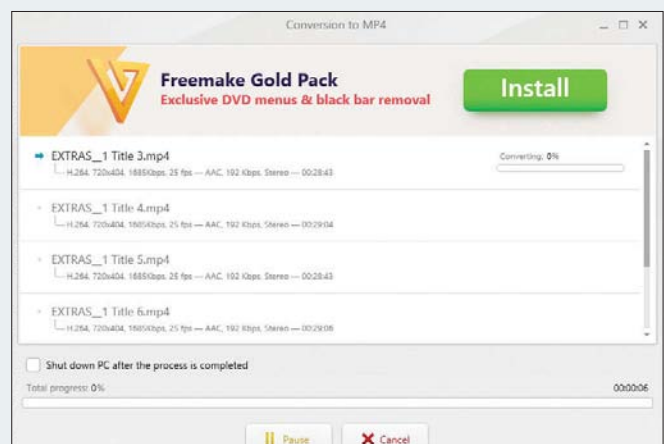 Conversion to MP4
Freemake Gold Pack
Exclusive DVD menus & black bar removal
Install
EXTRAS__1 Title 3.mp4
Converting: 0%
H.264, 720x404, 1685Kbps, 25 fps — AAC, 192 Kbps, Stereo — 00:28:43
EXTRAS__1 Title 4.mp4
H.264, 720x404, 1685Kbps, 25 fps — AAC, 192 Kbps, Stereo — 00:29:04
EXTRAS__1 Title 5.mp4
H.264, 720x404, 1685Kbps, 25 fps — AAC, 192 Kbps, Stereo — 00:28:43
EXTRAS__1 Title 6.mp4
H.264, 720x404, 1685Kbps, 25 fps — AAC, 192 Kbps, Stereo — 00:29:06
Shut down PC after the process is completed
Total progress: 0%
00:00:06
Pause
Cancel